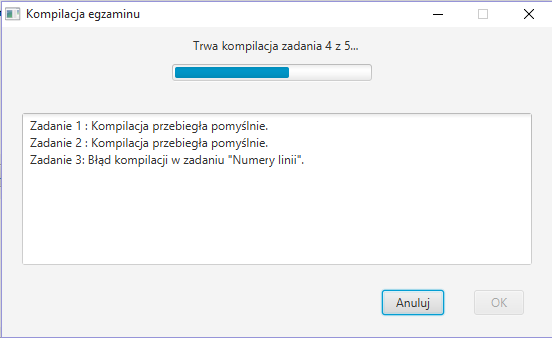 Kompilacja egzaminu
Trwa kompilacja zadania 4 z 5...
Zadanie 1 : Kompilacja przebiegła pomyślnie.
Zadanie 2 : Kompilacja przebiegła pomyślnie.
Zadanie 3: Błąd kompilacji w zadaniu "Numery linii".
Anuluj
OK